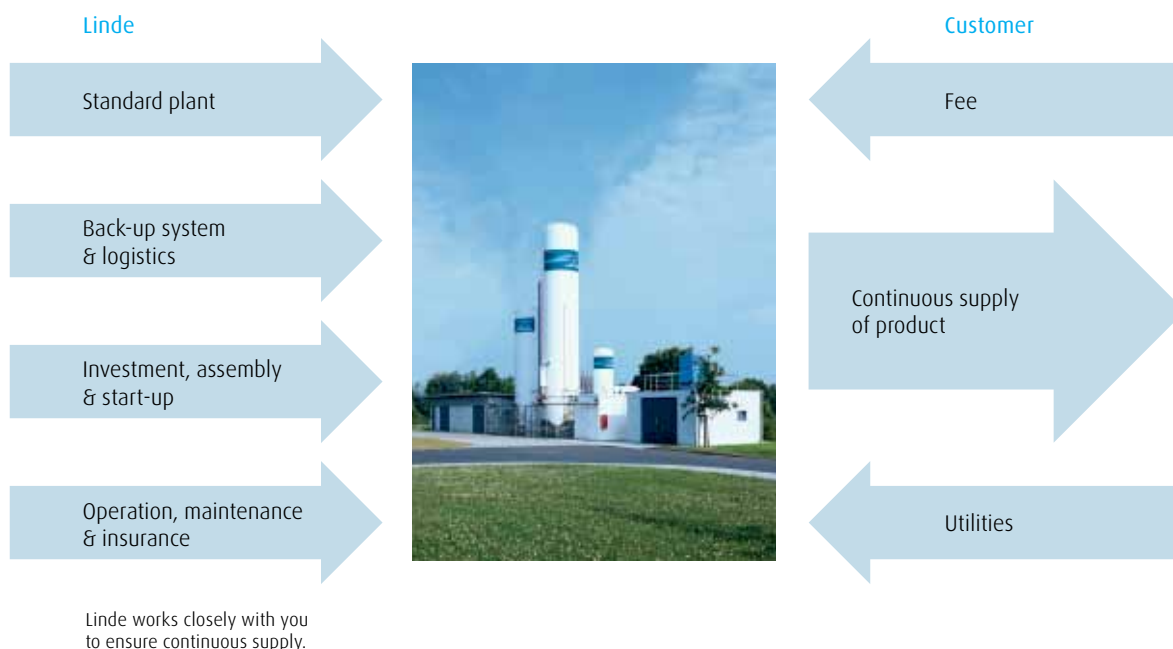 Linde
Customer
Standard plant
Fee
Back-up system
& logistics
Continuous supply
of product
Investment, assembly
& start-up
Operation, maintenance
& insurance
Utilities
Linde works closely with you
to ensure continuous supply.